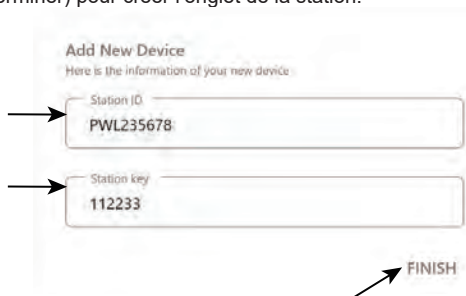 erminer) pour créer l'onglet de la station.
Add New Device
Here is the information of your new device
Station ID
PWL235678
Station key
112233
FINISH